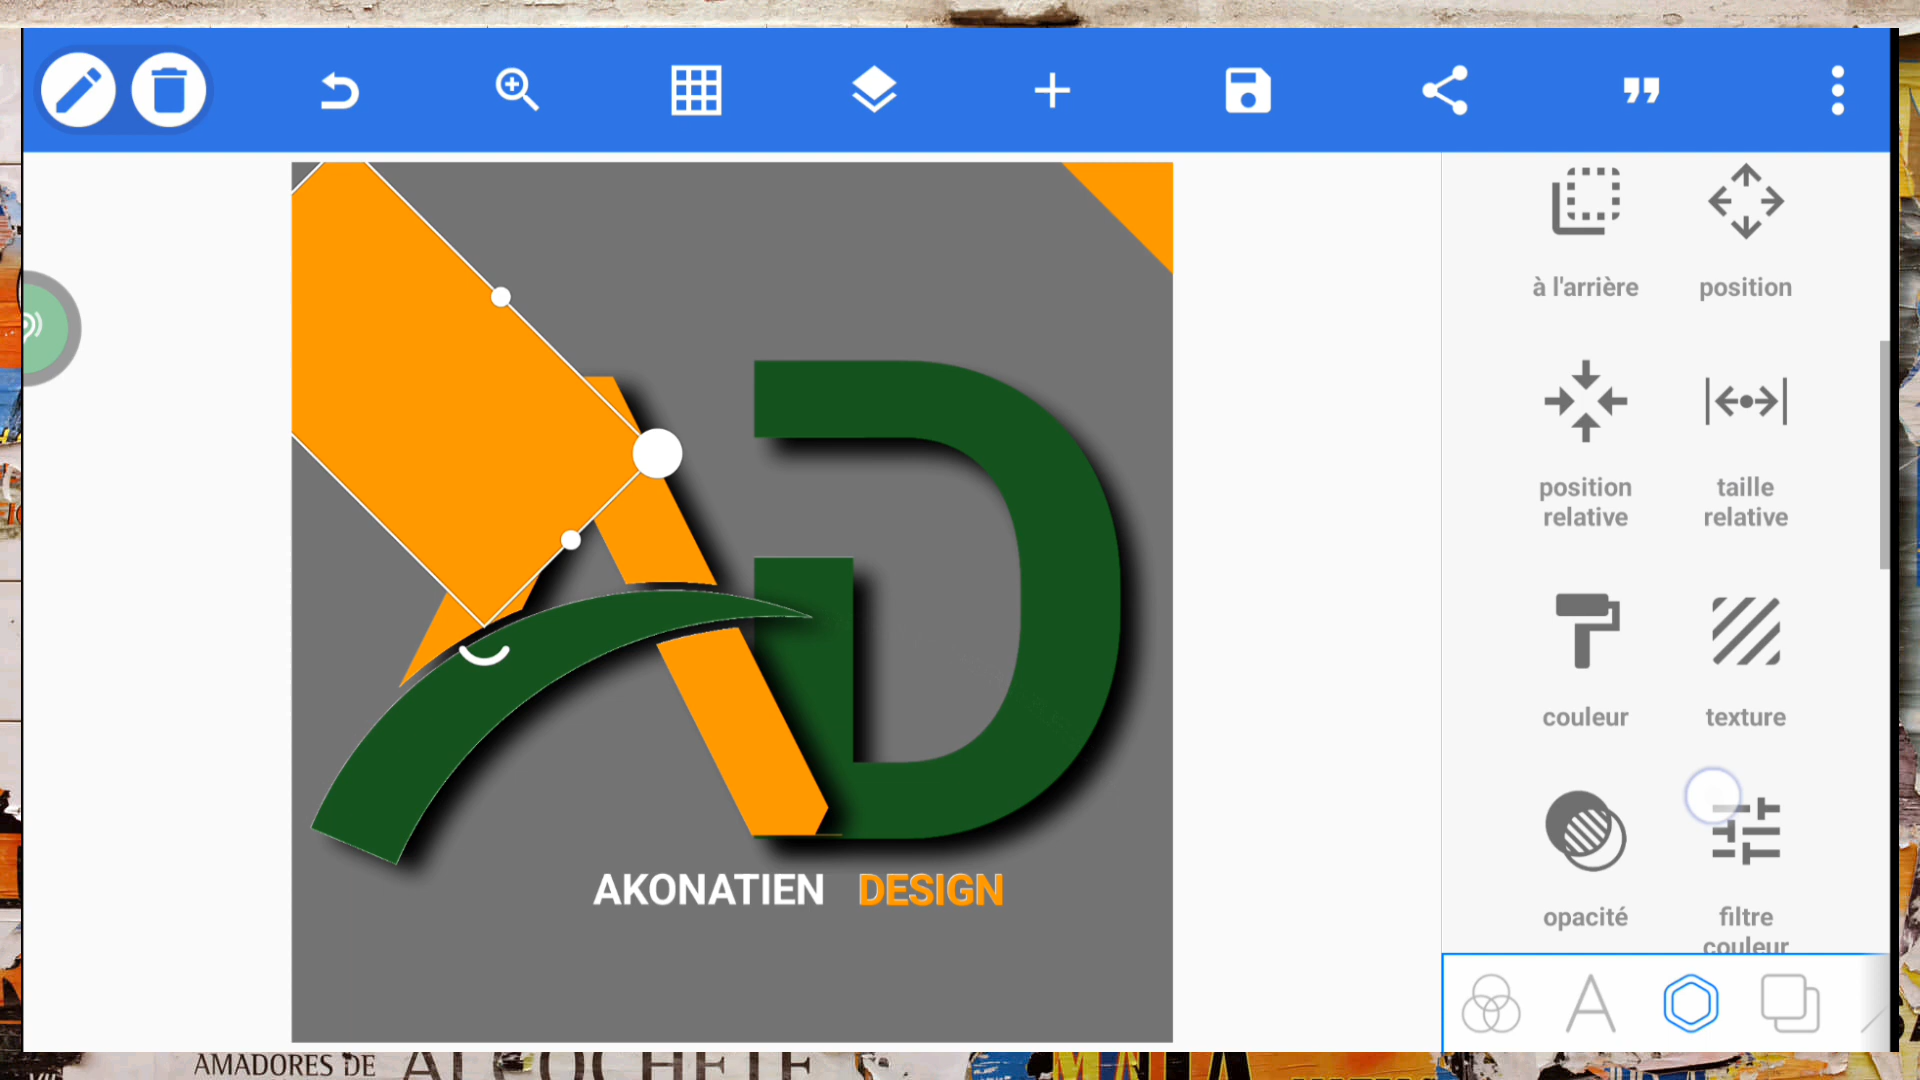 à l'arrière
position
position
relative
taille
relative
couleur
texture
opacité
filtre
couleur
AKONATIEN DESIGN
AMADORES DE